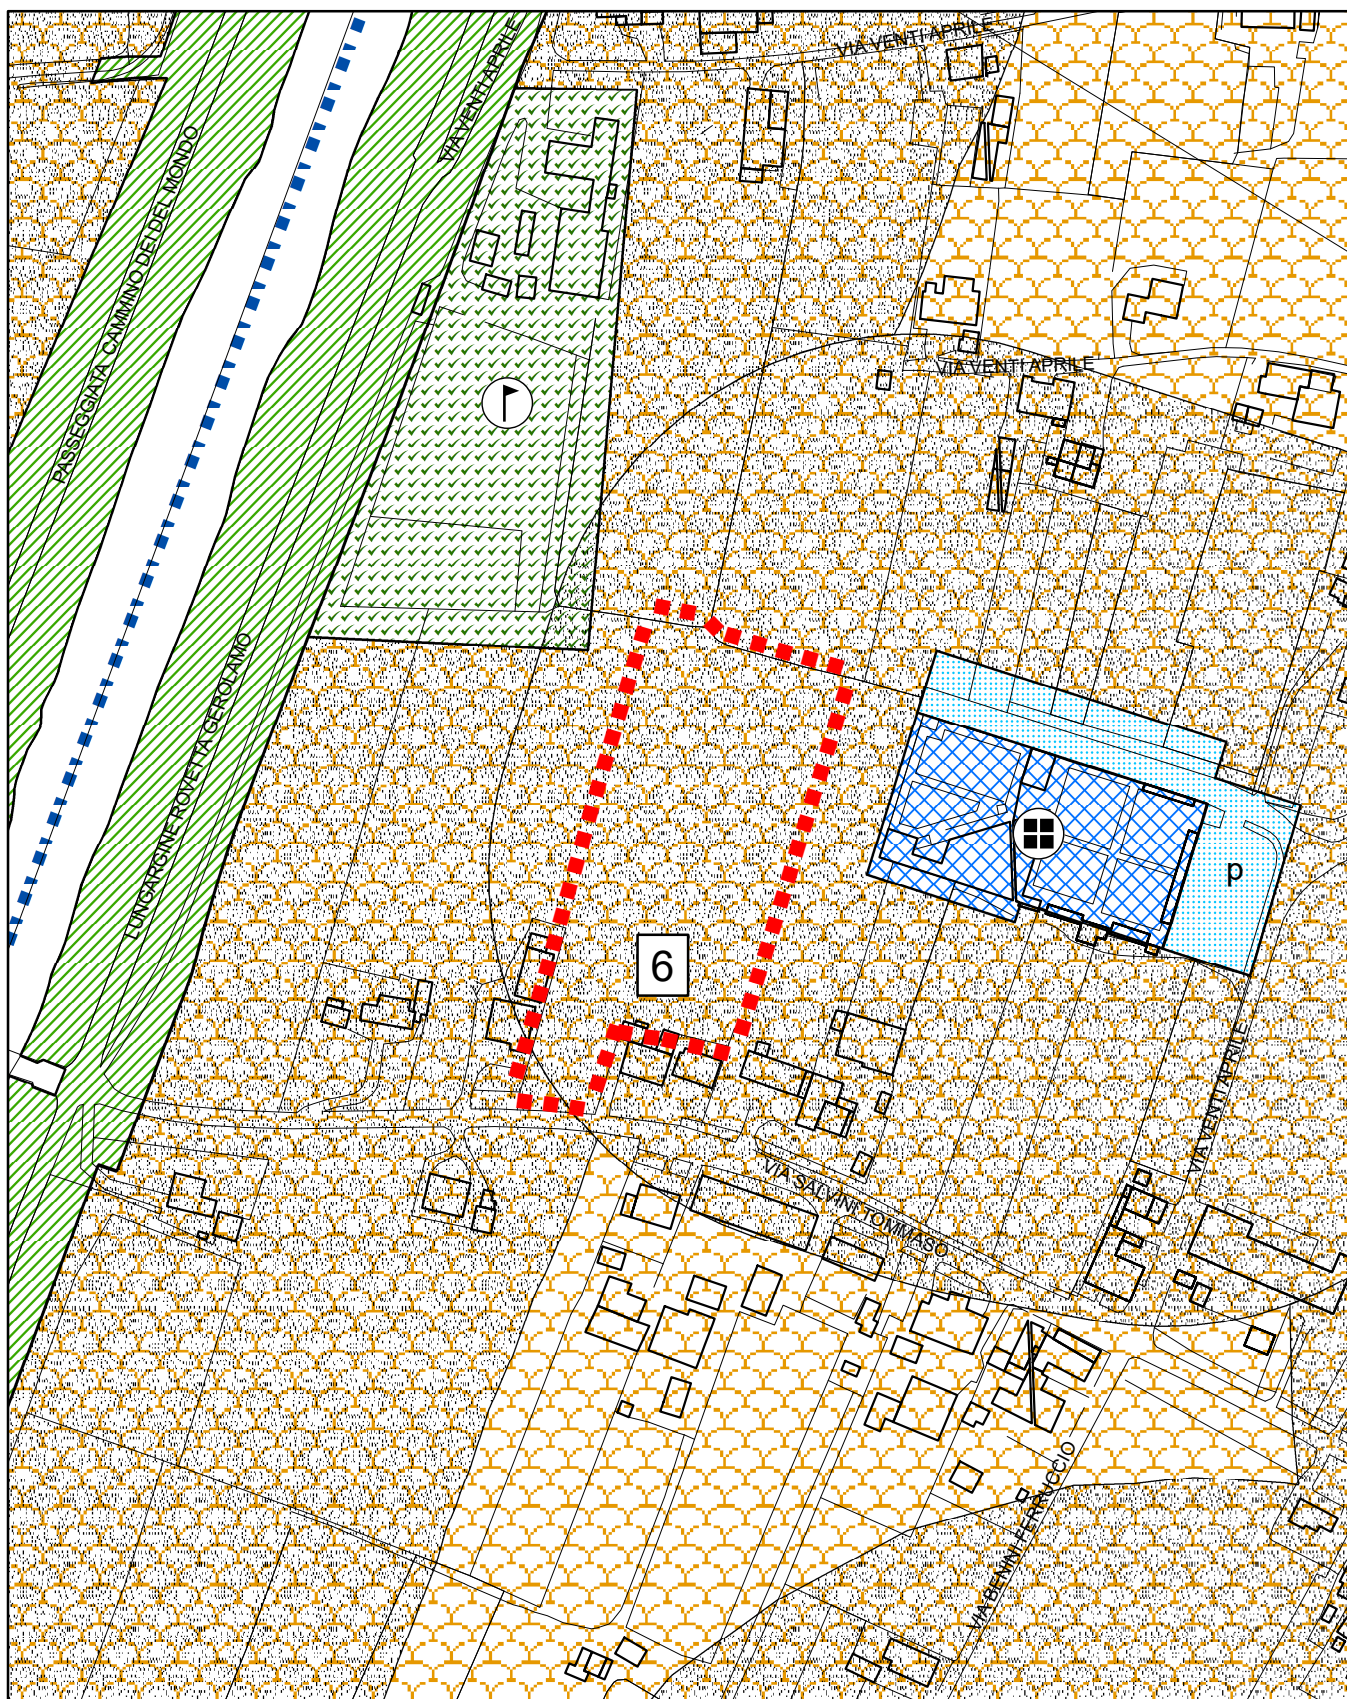 VIA VENTI APRILE
VIA VENTI APRILE
PASSEGGIATA CAMMINO DEI DEL MONDO
VIA VENTI APRILE
LUNGARGINE ROVETTA GEROLAMO
p
6
VIA VENTI APRILE
VIA SALVINI TOMMASO
VIA BENINI FERRUCCIO